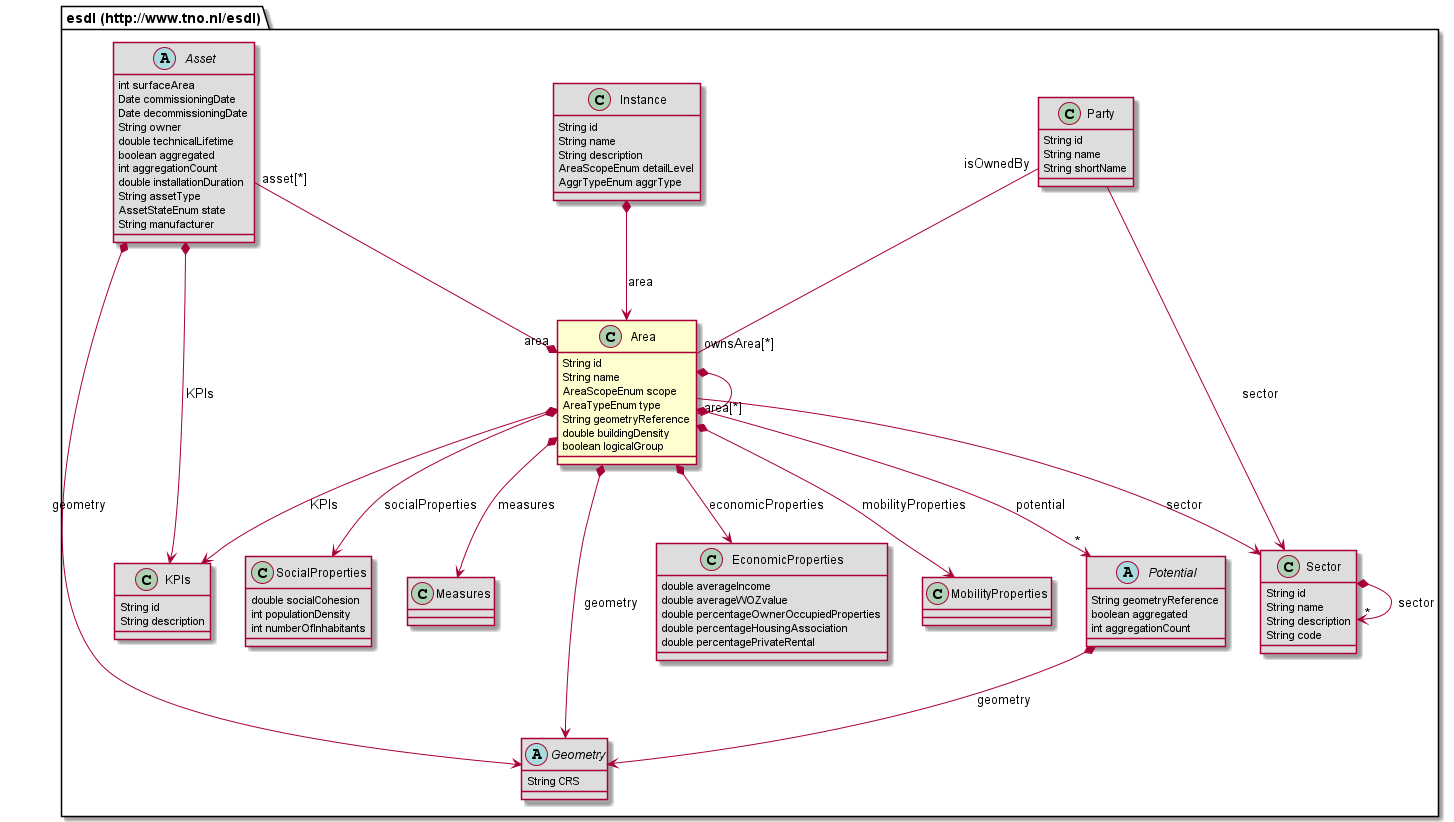 esdl (http://www.tno.nl/esdl)
A Asset
int surfaceArea
Date commissioningDate
Date decommissioningDate
String owner
double technicalLifetime
boolean aggregated
int aggregationCount
double installationDuration
String assetType
AssetStateEnum state
String manufacturer
C Instance
String id
String name
String description
AreaScopeEnum detailLevel
AggrTypeEnum aggrType
C Party
String id
String name
String shortName
isOwnedBy
asset[*]
area
area
ownsArea[*]
C Area
String id
String name
AreaScopeEnum scope
AreaTypeEnum type
String geometryReference
double buildingDensity
boolean logicalGroup
area[*]
KPIs
sector
geometry
KPIs
socialProperties
measures
economicProperties
mobilityProperties
potential
sector
*
C KPIs
String id
String description
C SocialProperties
double socialCohesion
int populationDensity
int numberOfInhabitants
C Measures
geometry
C EconomicProperties
double averageIncome
double averageWOZvalue
double percentageOwnerOccupiedProperties
double percentageHousingAssociation
double percentagePrivateRental
C MobilityProperties
A Potential
String geometryReference
boolean aggregated
int aggregationCount
C Sector
String id
String name
String description
String code
sector
*
geometry
A Geometry
String CRS